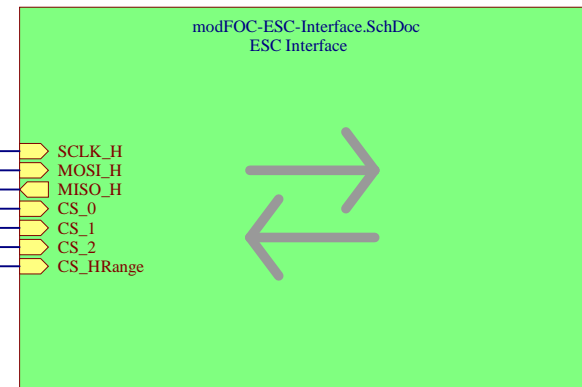 modFOC-ESC-Interface.SchDoc
ESC Interface
SCLK_H
MOSI_H
MISO_H
CS_0
CS_1
CS_2
CS_HRange